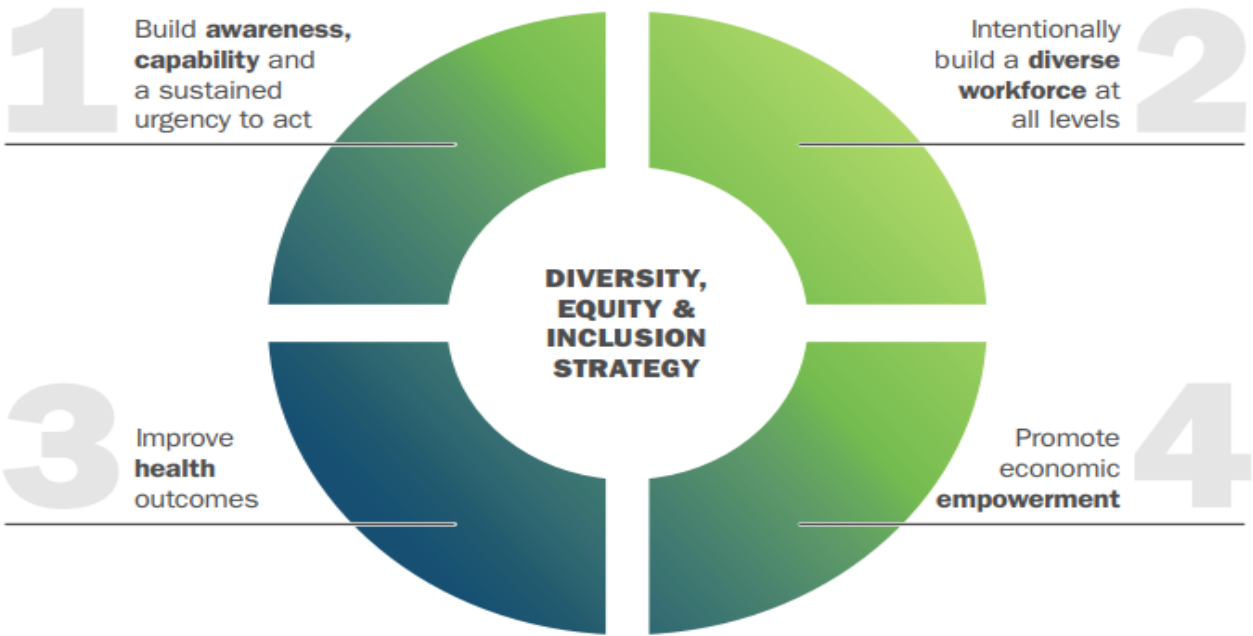 1
Build awareness,
capability and
a sustained
urgency to act
2
Intentionally
build a diverse
workforce at
all levels
DIVERSITY,
EQUITY &
INCLUSION
STRATEGY
3
Improve
health
outcomes
4
Promote
economic
empowerment